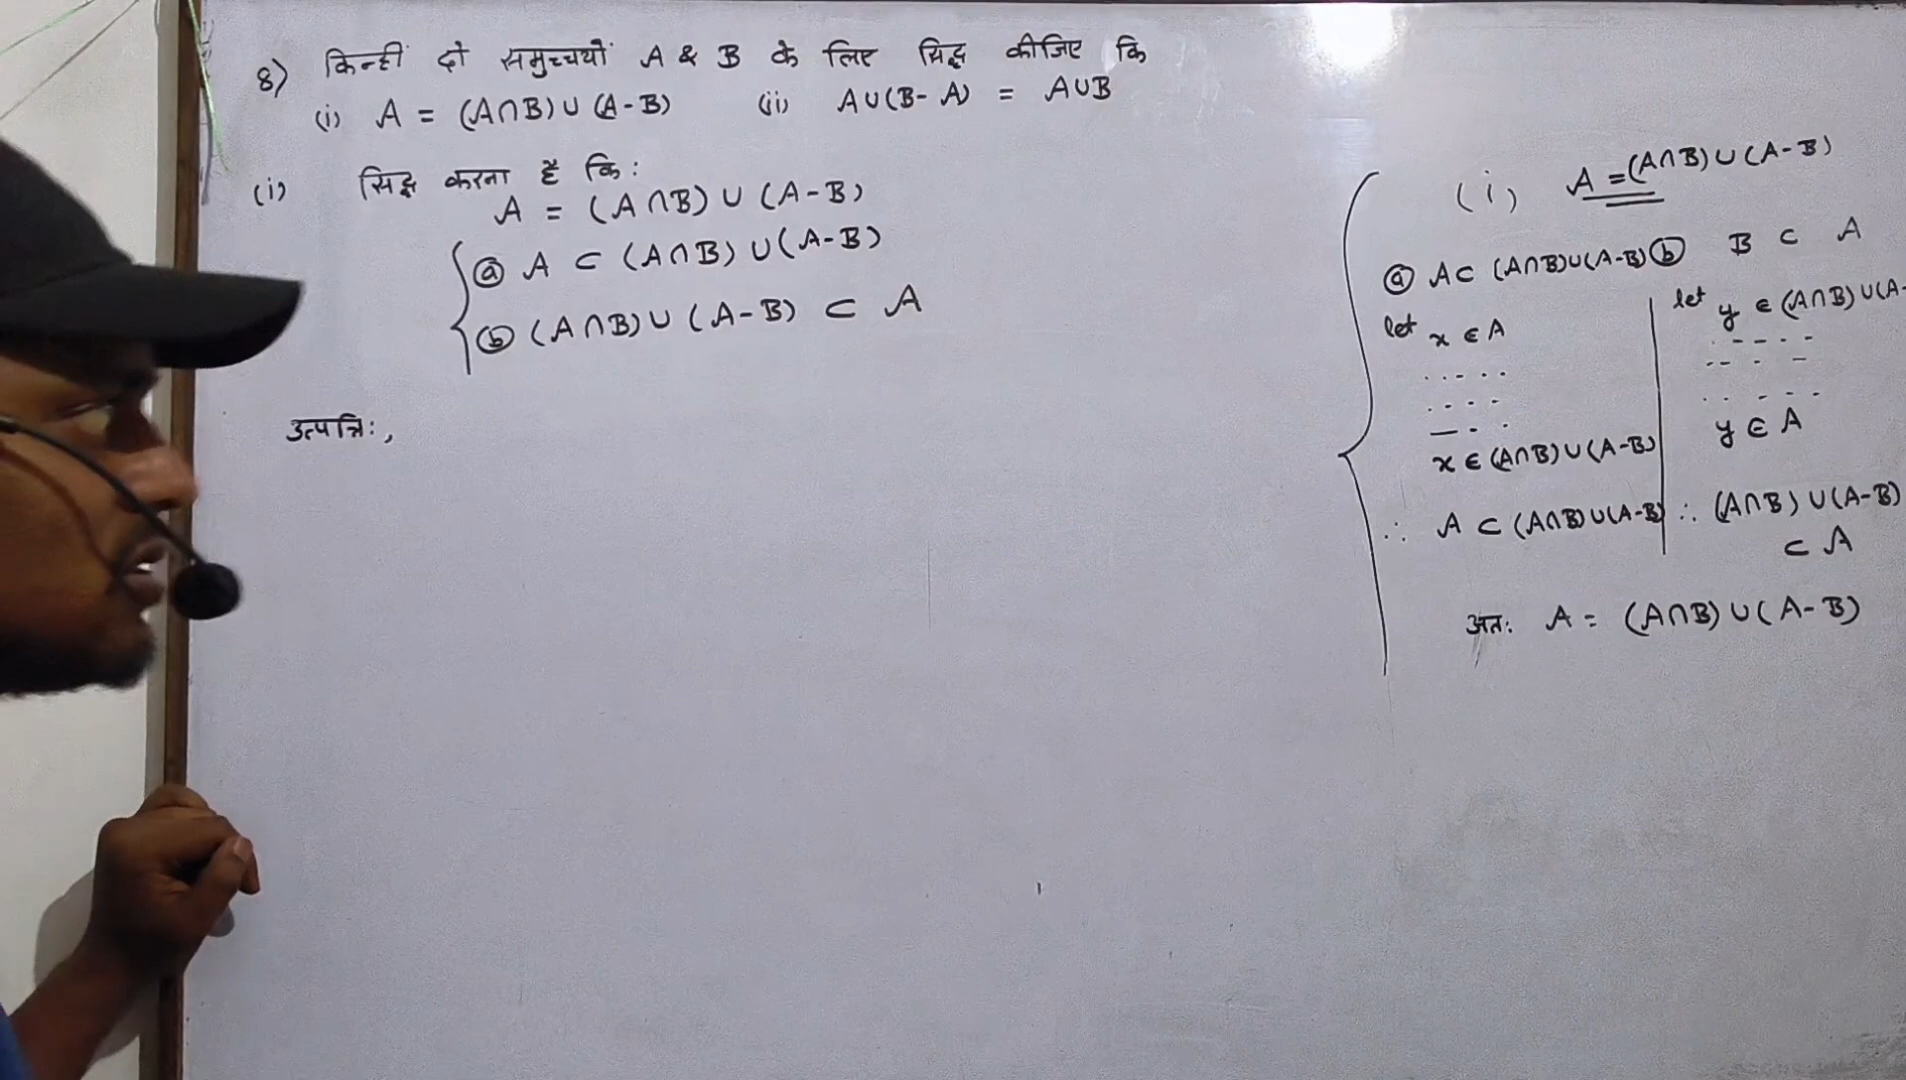 8) किन्हीं दो समुच्चयों A & B के लिए सिद्ध कीजिए कि
(i) A = (A∩B)∪(A-B) (ii) A∪(B-A) = A∪B
(i) सिद्ध करना है कि:
A = (A∩B)∪(A-B)
ⓐ A ⊂ (A∩B)∪(A-B)
ⓑ (A∩B)∪(A-B) ⊂ A
उत्पत्ति:,
(i) A = (A∩B)∪(A-B)
ⓐ A⊂ (A∩B)∪(A-B) ⓑ B ⊂ A
let x ∈ A
.....
....
— . .
x ∈ (A∩B)∪(A-B)
∴ A ⊂ (A∩B)∪(A-B)
let y ∈ (A∩B)∪(A-
. - - - -
-- - -
. . - - .
y ∈ A
∴ (A∩B)∪(A-B)
⊂ A
अतः A = (A∩B)∪(A-B)